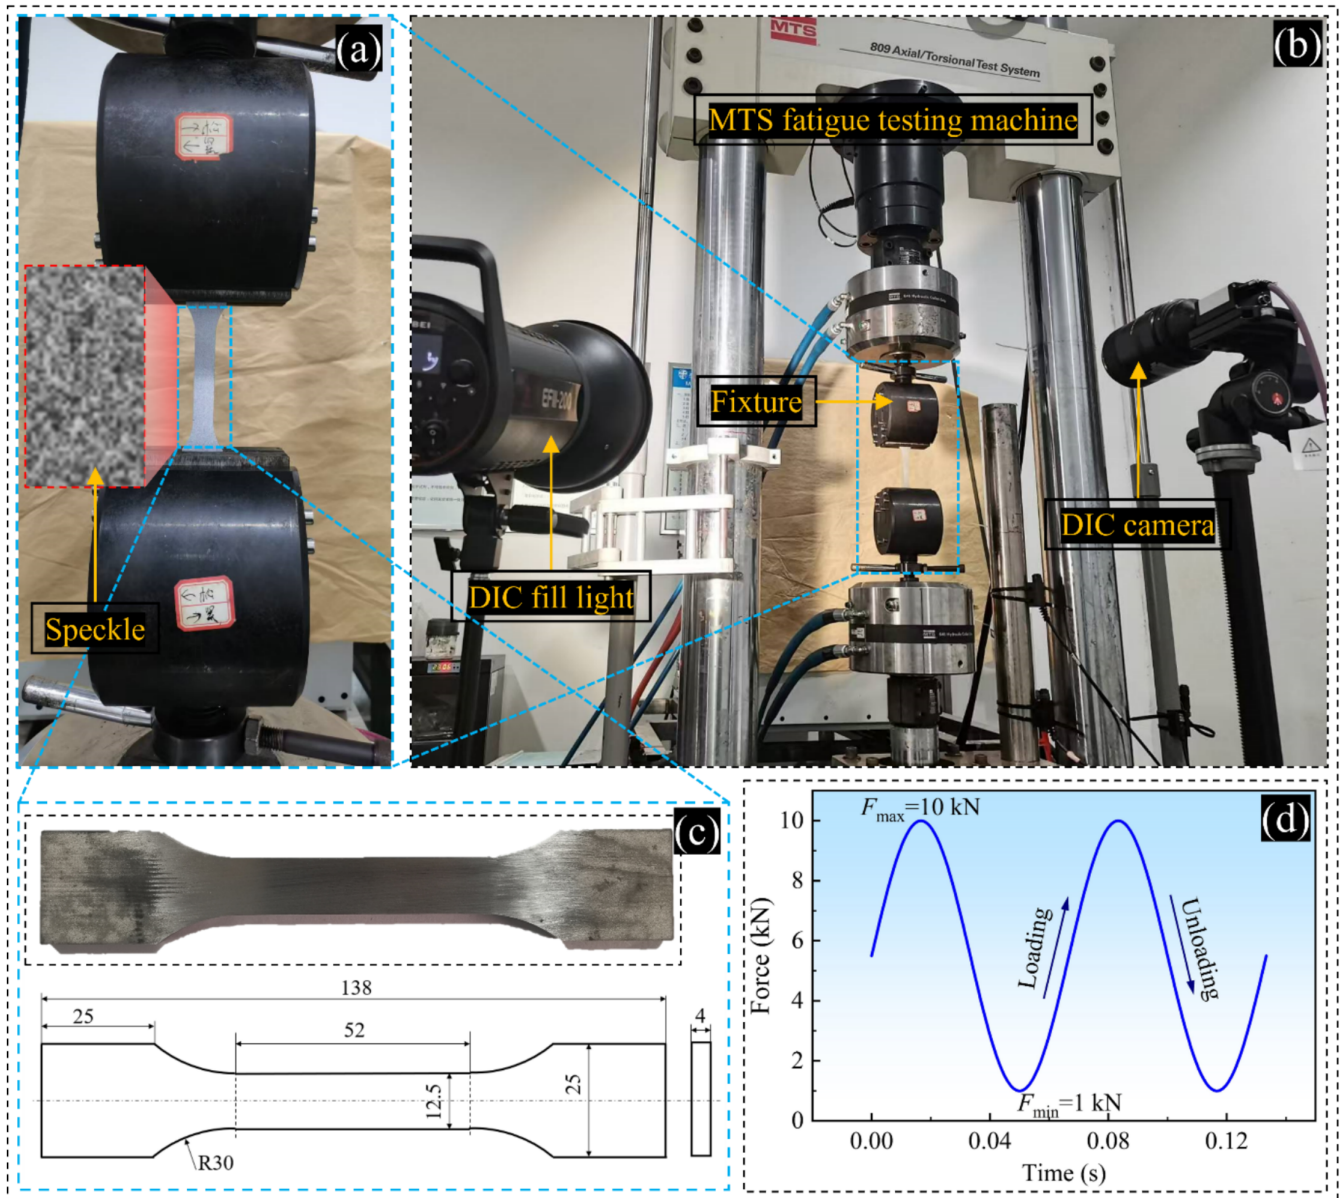 (a)
Speckle
(b)
MTS
809 Axial/Torsional Test System
MTS fatigue testing machine
EFII-200
Fixture
DIC camera
DIC fill light
(c)
138
25
52
4
12.5
25
R30
(d)
Fmax=10 kN
10
8
6
4
2
0
Force (kN)
Loading
Unloading
Fmin=1 kN
0.00 0.04 0.08 0.12
Time (s)